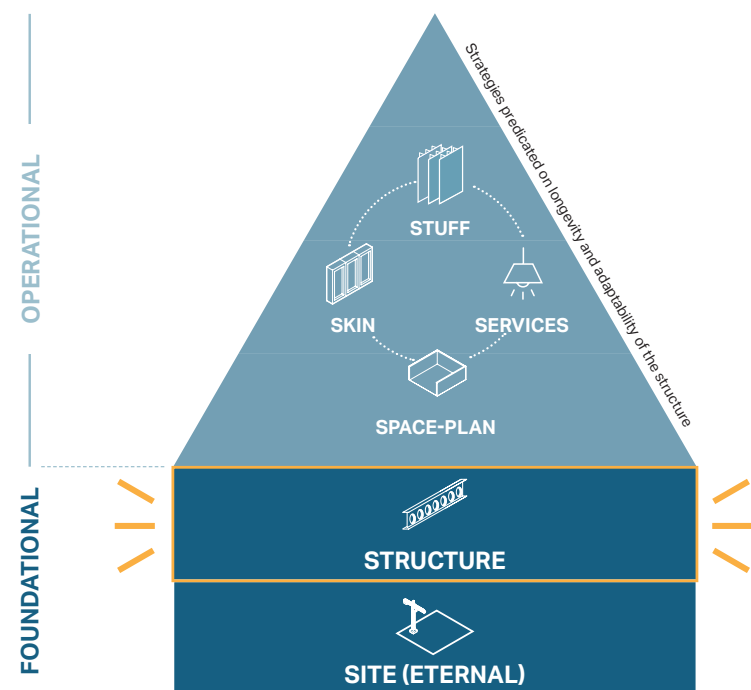 OPERATIONAL
Strategies predicated on longevity and adaptability of the structure
STUFF
SKIN
SERVICES
SPACE-PLAN
FOUNDATIONAL
STRUCTURE
SITE (ETERNAL)